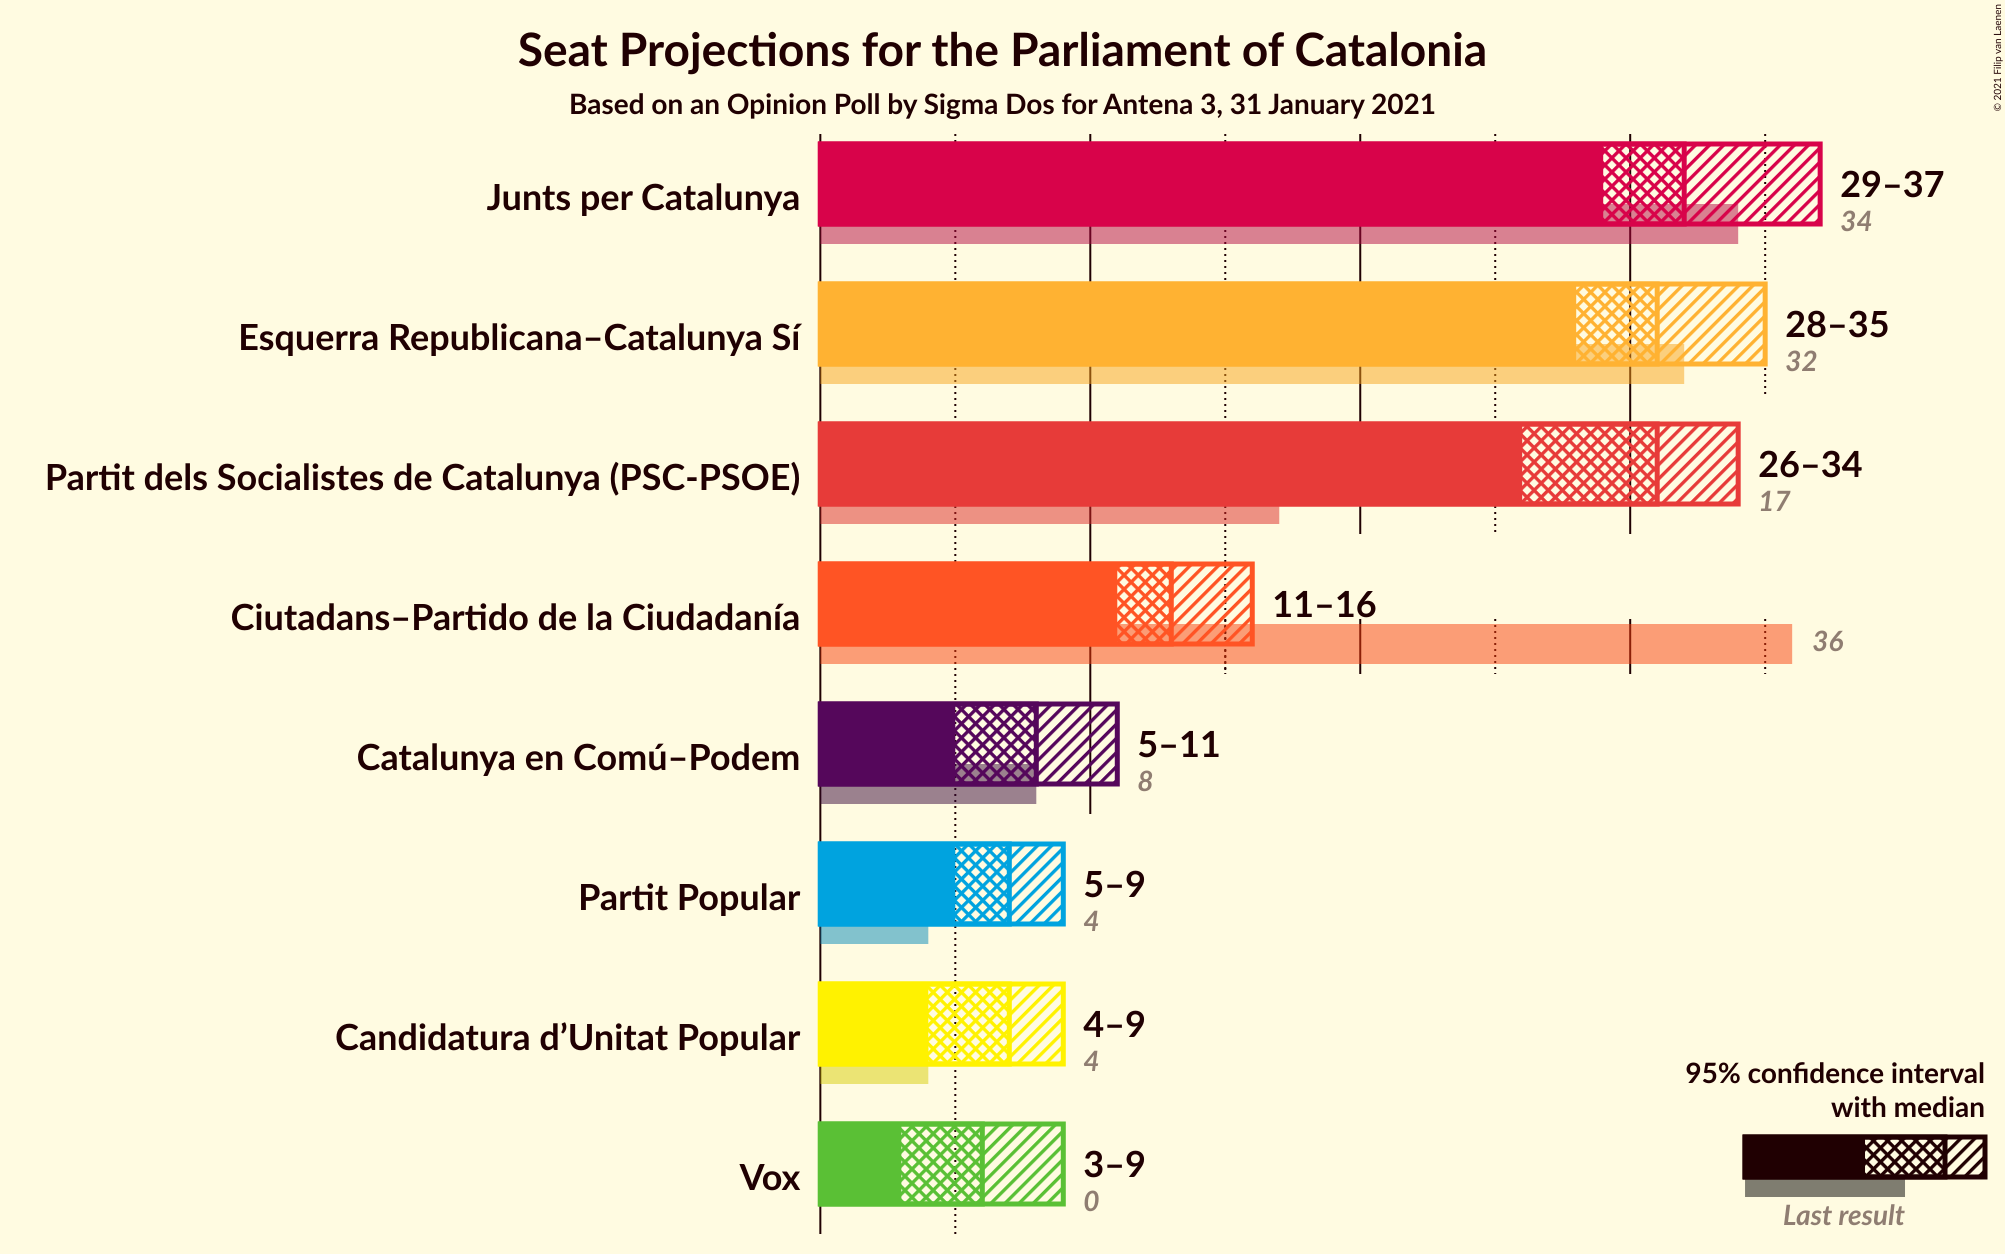 Seat Projections for the Parliament of Catalonia
Based on an Opinion Poll by Sigma Dos for Antena 3, 31 January 2021
© 2021 Filip van Laenen
Junts per Catalunya
29–37
34
Esquerra Republicana–Catalunya Sí
28–35
32
Partit dels Socialistes de Catalunya (PSC-PSOE)
26–34
17
Ciutadans–Partido de la Ciudadanía
11–16
36
Catalunya en Comú–Podem
5–11
8
Partit Popular
5–9
4
Candidatura d’Unitat Popular
4–9
4
Vox
3–9
0
95% confidence interval
with median
Last result